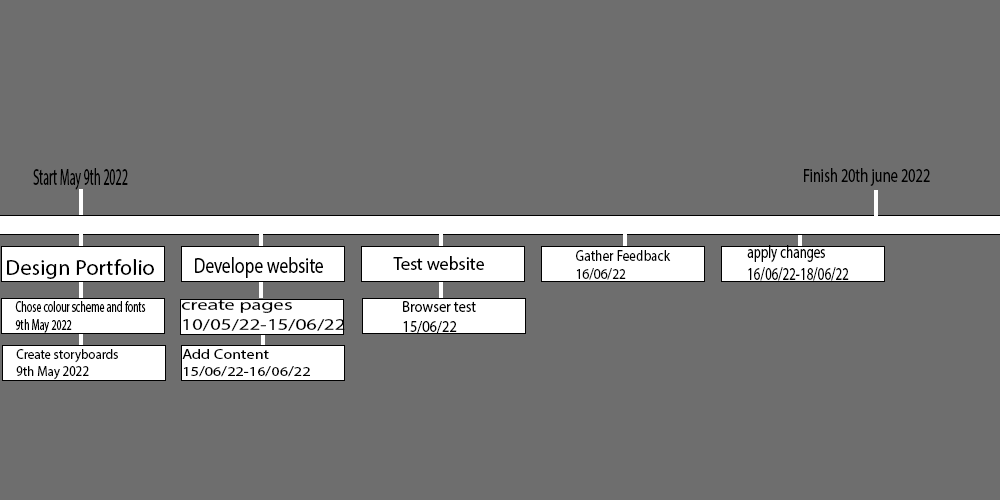 Start May 9th 2022
Finish 20th june 2022
Design Portfolio
Develope website
Test website
Gather Feedback
16/06/22
apply changes
16/06/22-18/06/22
Chose colour scheme and fonts
9th May 2022
create pages
10/05/22-15/06/22
Browser test
15/06/22
Create storyboards
9th May 2022
Add Content
15/06/22-16/06/22